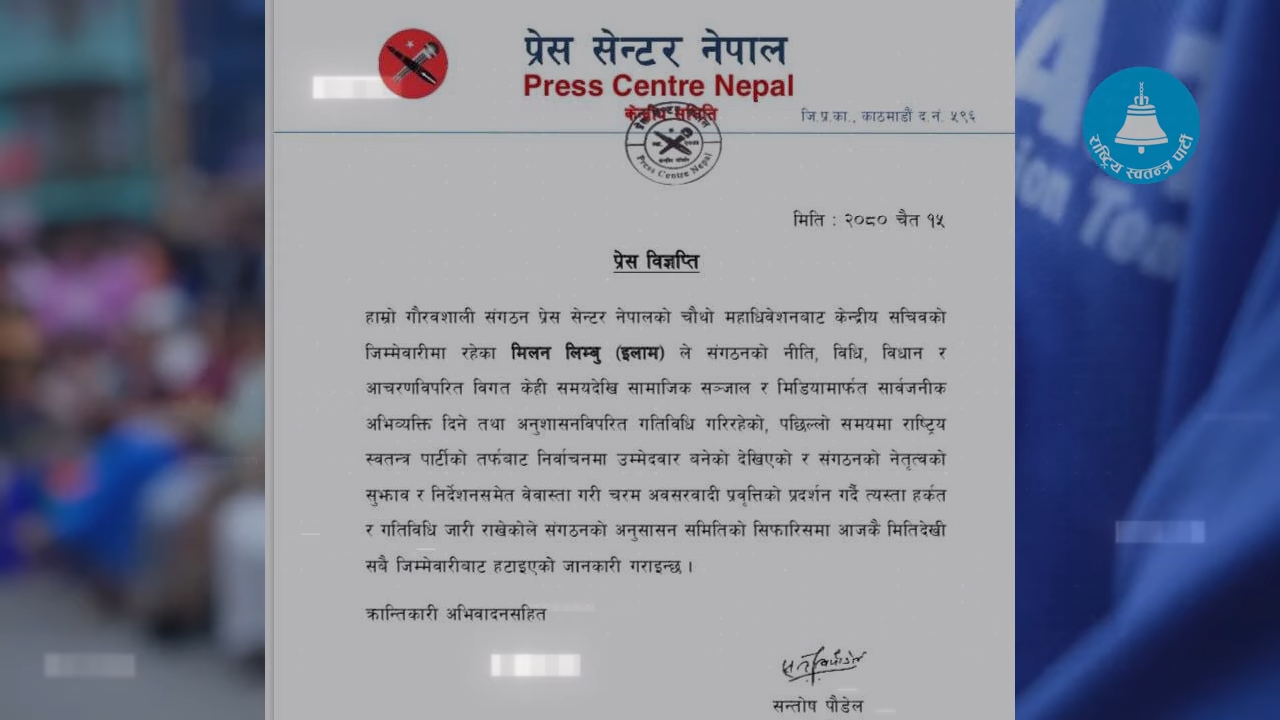 प्रेस सेन्टर नेपाल
Press Centre Nepal
केन्द्रीय समिति
जि.प्र.का., काठमाडौं द.नं. ५९६
Press Centre Nepal
राष्ट्रिय स्वतन्त्र पार्टी
मिति : २०८० चैत १५
प्रेस विज्ञप्ति
हाम्रो गौरवशाली संगठन प्रेस सेन्टर नेपालको चौथो महाधिवेशनबाट केन्द्रीय सचिवको
जिम्मेवारीमा रहेका मिलन लिम्बु (इलाम) ले संगठनको नीति, विधि, विधान र
आचरणविपरित विगत केही समयदेखि सामाजिक सञ्जाल र मिडियामार्फत सार्वजनीक
अभिव्यक्ति दिने तथा अनुशासनविपरित गतिविधि गरिरहेको, पछिल्लो समयमा राष्ट्रिय
स्वतन्त्र पार्टीको तर्फबाट निर्वाचनमा उम्मेदवार बनेको देखिएको र संगठनको नेतृत्वको
सुझाव र निर्देशनसमेत वेवास्ता गरी चरम अवसरवादी प्रवृत्तिको प्रदर्शन गर्दै त्यस्ता हर्कत
र गतिविधि जारी राखेकोले संगठनको अनुसासन समितिको सिफारिसमा आजकै मितिदेखी
सबै जिम्मेवारीबाट हटाइएको जानकारी गराइन्छ ।
क्रान्तिकारी अभिवादनसहित
सन्तोष पौडेल